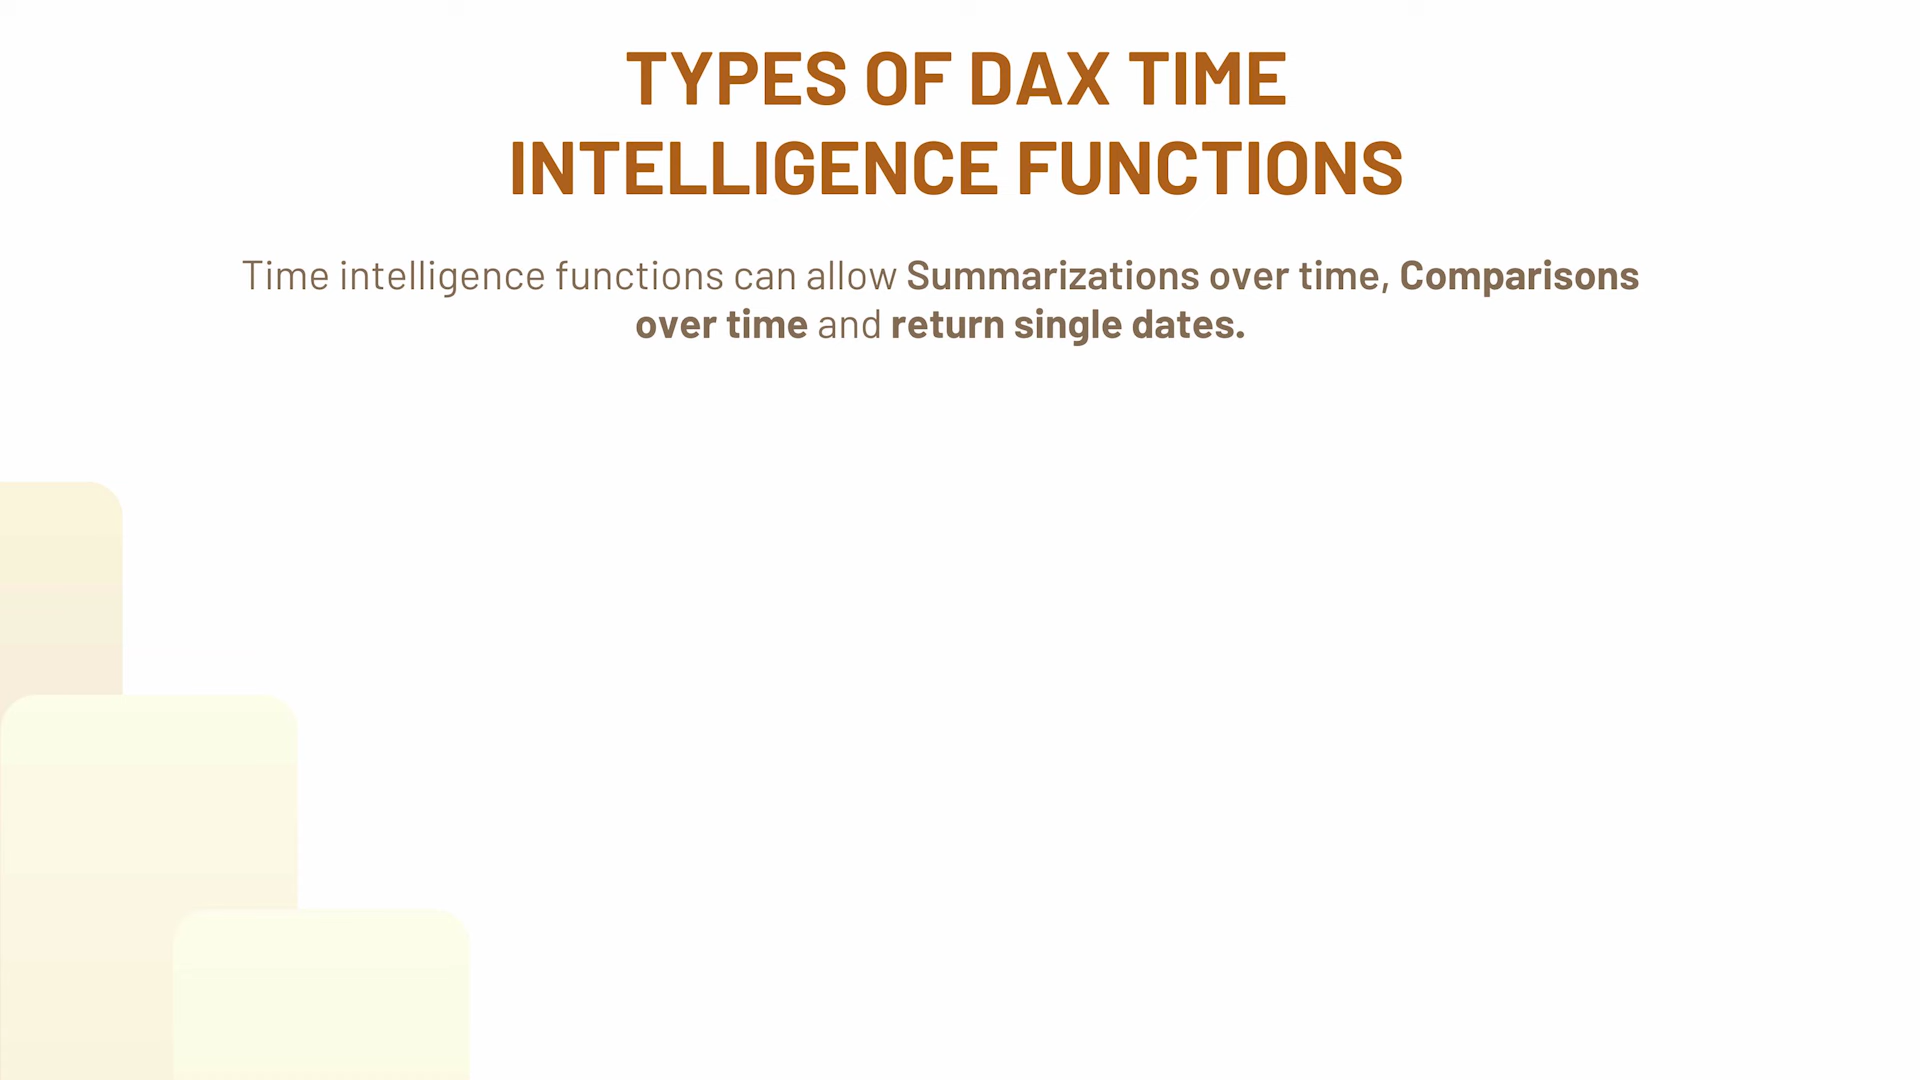 TYPES OF DAX TIME
INTELLIGENCE FUNCTIONS
Time intelligence functions can allow Summarizations over time, Comparisons
over time and return single dates.